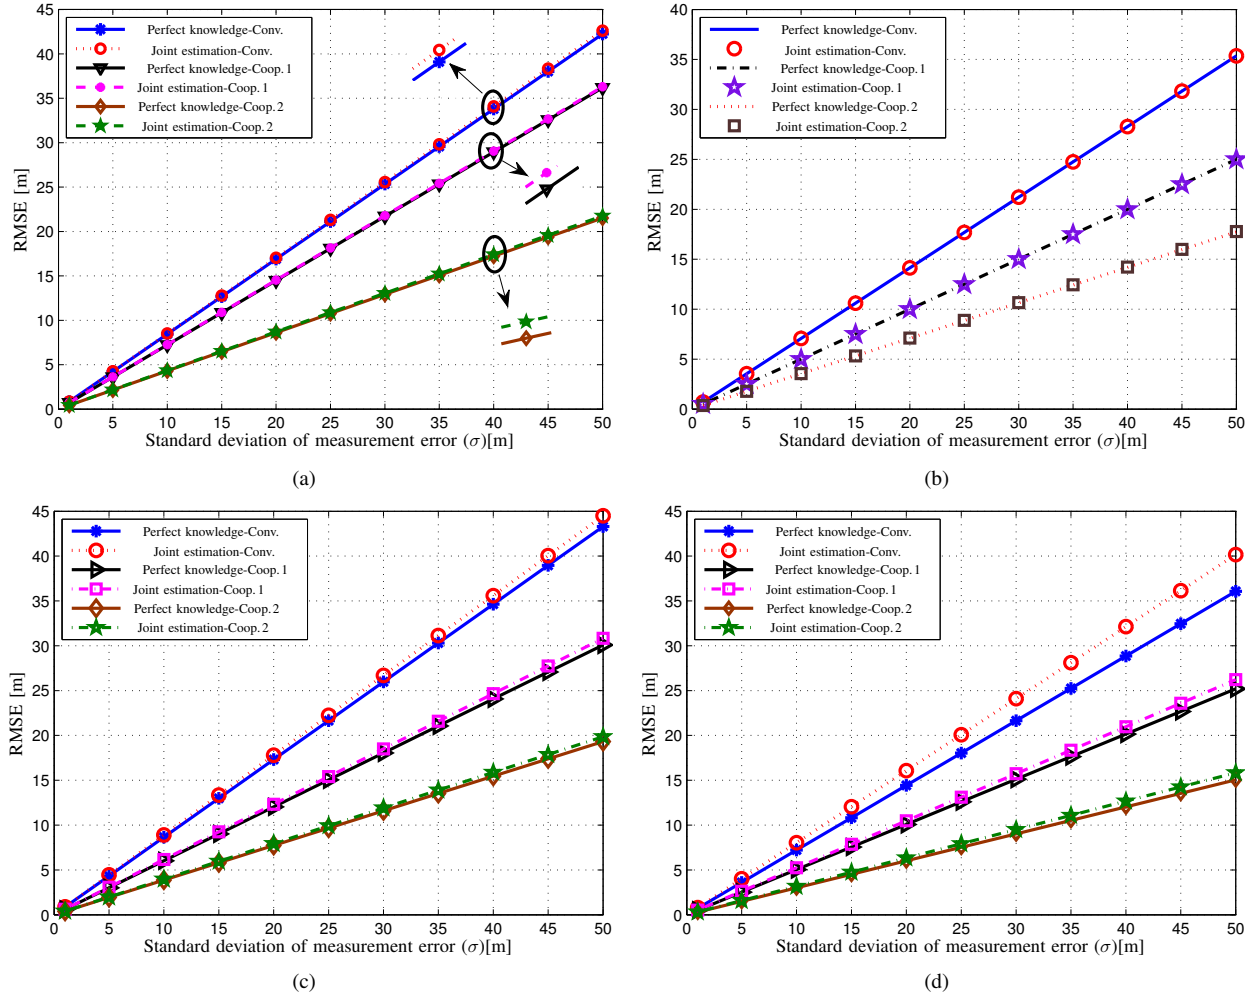 Perfect knowledge-Conv.
Joint estimation-Conv.
Perfect knowledge-Coop. 1
Joint estimation-Coop. 1
Perfect knowledge-Coop. 2
Joint estimation-Coop. 2
45
40
35
30
25
20
15
10
5
0
RMSE [m]
0 5 10 15 20 25 30 35 40 45 50
Standard deviation of measurement error (σ)[m]
(a)
Perfect knowledge-Conv.
Joint estimation-Conv.
Perfect knowledge-Coop. 1
Joint estimation-Coop. 1
Perfect knowledge-Coop. 2
Joint estimation-Coop. 2
40
35
30
25
20
15
10
5
0
RMSE [m]
0 5 10 15 20 25 30 35 40 45 50
Standard deviation of measurement error (σ)[m]
(b)
Perfect knowledge-Conv.
Joint estimation-Conv.
Perfect knowledge-Coop. 1
Joint estimation-Coop. 1
Perfect knowledge-Coop. 2
Joint estimation-Coop. 2
45
40
35
30
25
20
15
10
5
0
RMSE [m]
0 5 10 15 20 25 30 35 40 45 50
Standard deviation of measurement error (σ)[m]
(c)
Perfect knowledge-Conv.
Joint estimation-Conv.
Perfect knowledge-Coop. 1
Joint estimation-Coop. 1
Perfect knowledge-Coop. 2
Joint estimation-Coop. 2
45
40
35
30
25
20
15
10
5
0
RMSE [m]
0 5 10 15 20 25 30 35 40 45 50
Standard deviation of measurement error (σ)[m]
(d)